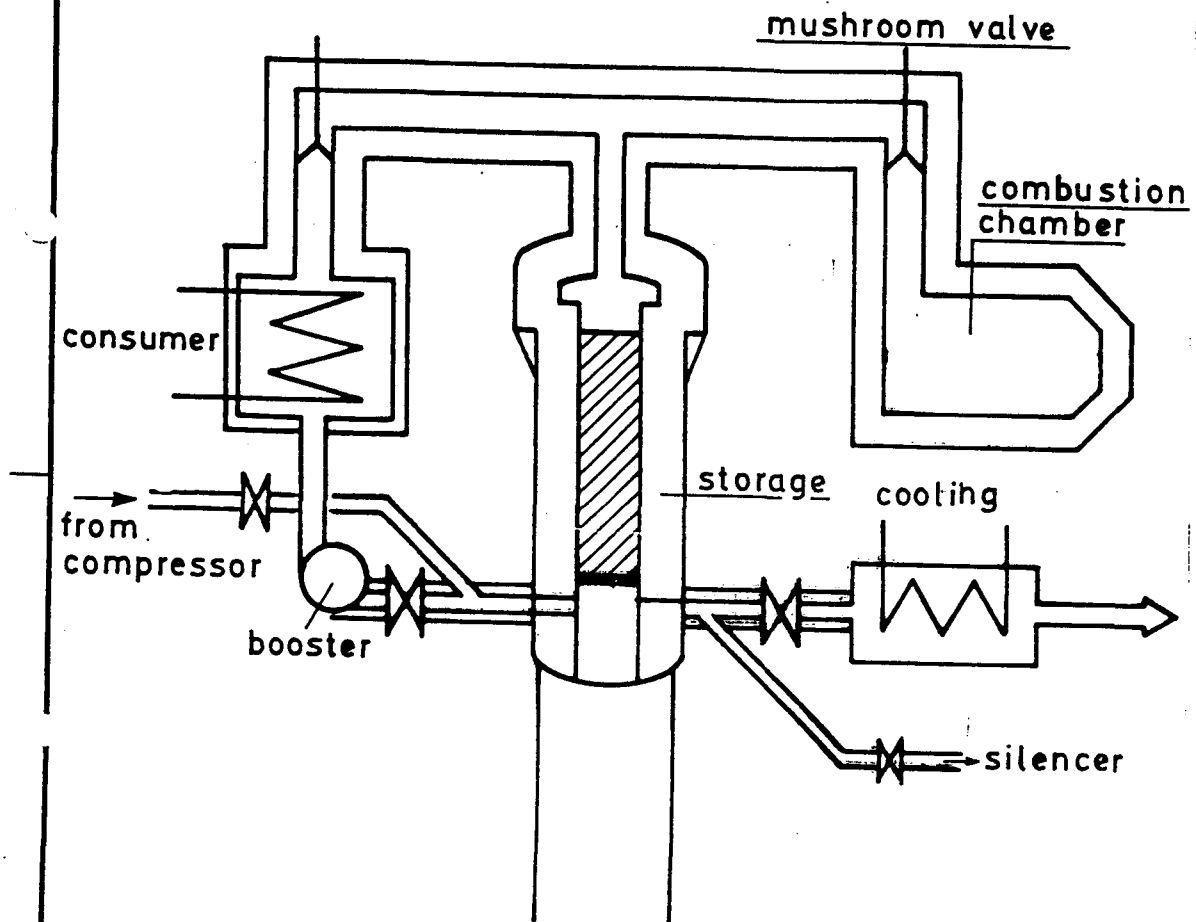 mushroom valve
combustion
chamber
consumer
storage
cooling
from
compressor
booster
silencer